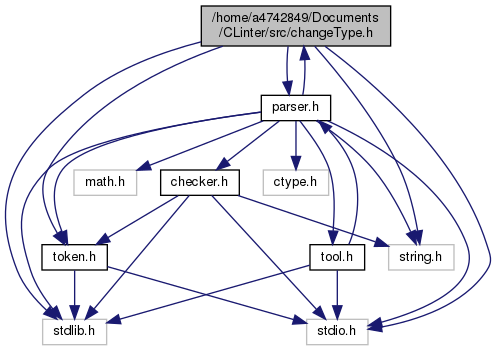 /home/a4742849/Documents
/CLinter/src/changeType.h
parser.h
math.h
checker.h
ctype.h
token.h
tool.h
string.h
stdlib.h
stdio.h